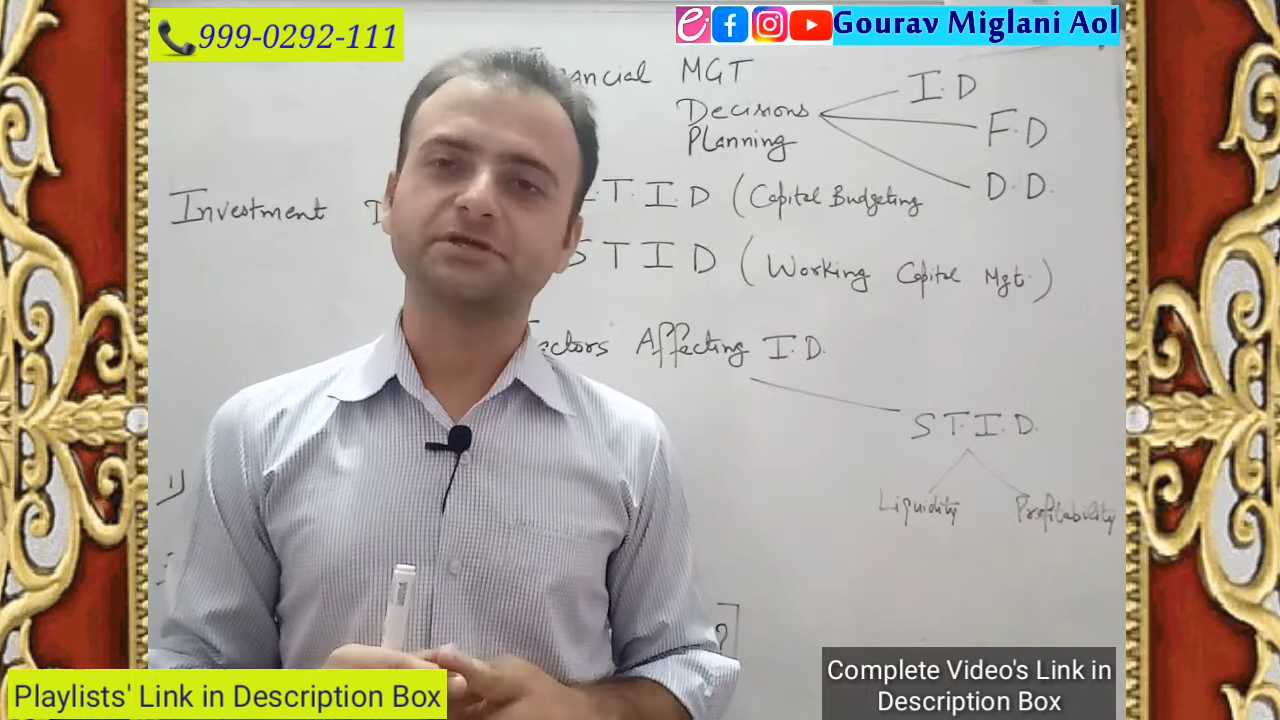 999-0292-111
Gourav Miglani Aol
MGT
Decisions
Planning
I.D
F.D
D.D.
Investment
T.I.D (Capital Budgeting
STID (Working Capital Mgt.)
Affecting I.D.
S T.I.D.
Liquidity Profitability
1)
Playlists' Link in Description Box
Complete Video's Link in
Description Box